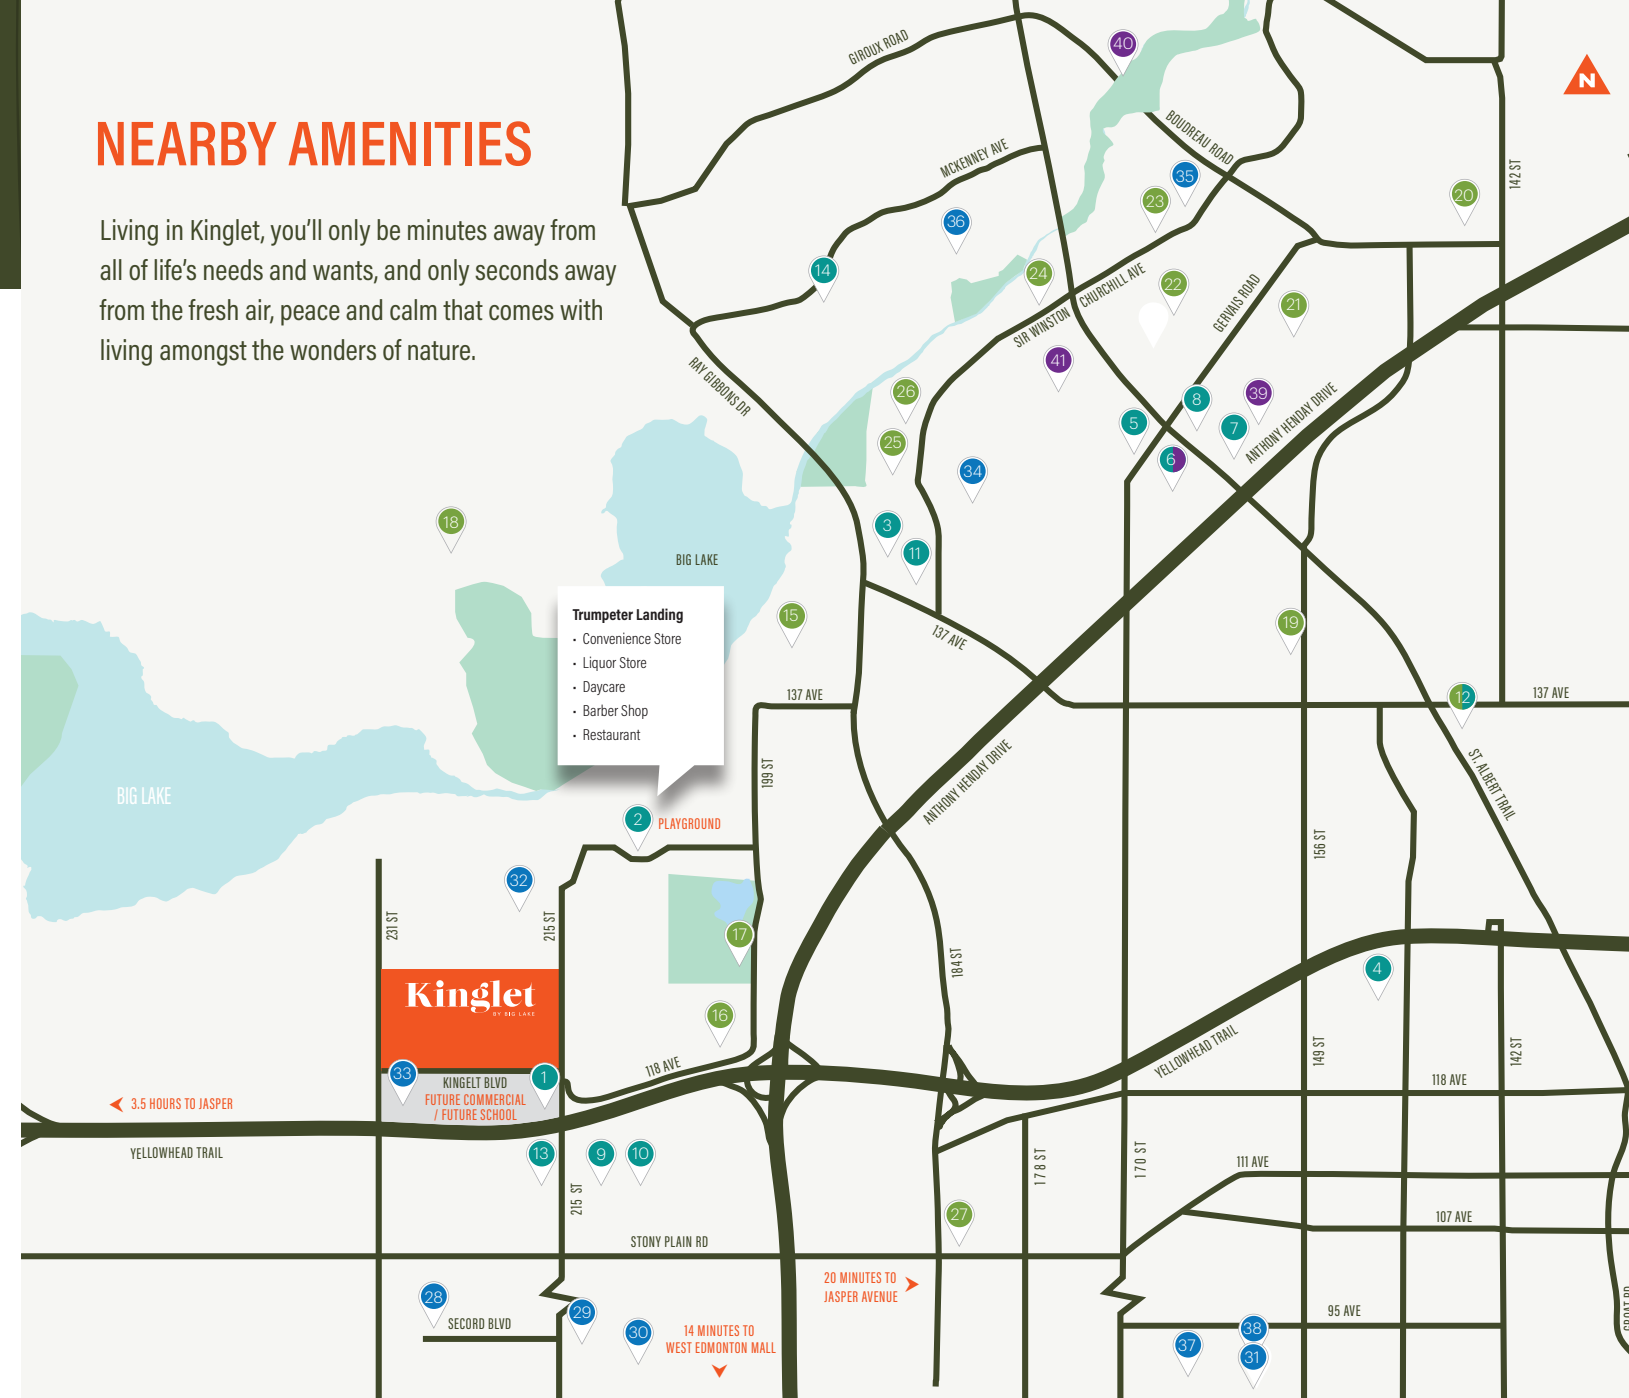 NEARBY AMENITIES
Living in Kinglet, you'll only be minutes away from
all of life's needs and wants, and only seconds away
from the fresh air, peace and calm that comes with
living amongst the wonders of nature.
N
40
GIROUX ROAD
BOUDREAU ROAD
MCKENNEY AVE
142 ST
35
20
23
36
14
24
22
21
SIR WINSTON
CHURCHILL AVE
GERVAIS ROAD
RAY GIBBONS DR
41
26
8
39
5
7
25
6
34
ANTHONY HENDAY DRIVE
18
3
11
BIG LAKE
Trumpeter Landing
• Convenience Store
• Liquor Store
• Daycare
• Barber Shop
• Restaurant
15
19
137 AVE
137 AVE
12
137 AVE
199 ST
ANTHONY HENDAY DRIVE
ST. ALBERT TRAIL
BIG LAKE
2
PLAYGROUND
156 ST
32
231 ST
215 ST
17
184 ST
4
Kinglet
BY BIG LAKE
16
118 AVE
YELLOWHEAD TRAIL
149 ST
142 ST
33
KINGELT BLVD
1
FUTURE COMMERCIAL
/ FUTURE SCHOOL
118 AVE
3.5 HOURS TO JASPER
YELLOWHEAD TRAIL
13
9
10
215 ST
178 ST
170 ST
111 AVE
27
107 AVE
STONY PLAIN RD
20 MINUTES TO
JASPER AVENUE
28
29
SECORD BLVD
30
14 MINUTES TO
WEST EDMONTON MALL
95 AVE
37
38
31